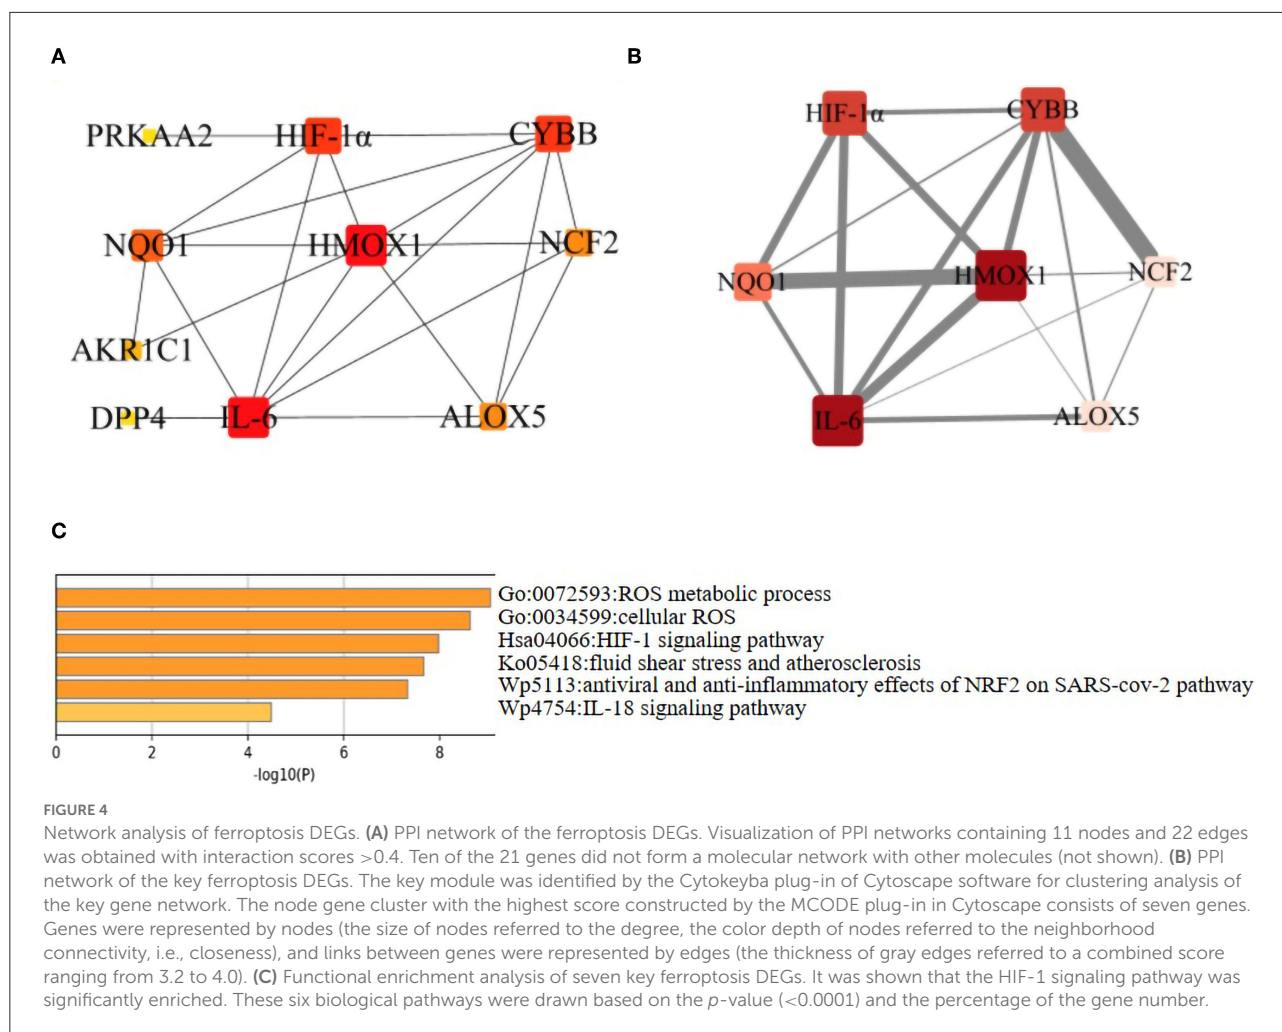 A
B
PRKAA2
HIF-1α
CYBB
NQO1
HMOX1
NCF2
AKR1C1
DPP4
IL-6
ALOX5
HIF-1α
CYBB
NQO1
HMOX1
NCF2
IL-6
ALOX5
C
Go:0072593:ROS metabolic process
Go:0034599:cellular ROS
Hsa04066:HIF-1 signaling pathway
Ko05418:fluid shear stress and atherosclerosis
Wp5113:antiviral and anti-inflammatory effects of NRF2 on SARS-cov-2 pathway
Wp4754:IL-18 signaling pathway
0 2 4 6 8
-log10(P)
FIGURE 4
Network analysis of ferroptosis DEGs. (A) PPI network of the ferroptosis DEGs. Visualization of PPI networks containing 11 nodes and 22 edges
was obtained with interaction scores >0.4. Ten of the 21 genes did not form a molecular network with other molecules (not shown). (B) PPI
network of the key ferroptosis DEGs. The key module was identified by the Cytokeyba plug-in of Cytoscape software for clustering analysis of
the key gene network. The node gene cluster with the highest score constructed by the MCODE plug-in in Cytoscape consists of seven genes.
Genes were represented by nodes (the size of nodes referred to the degree, the color depth of nodes referred to the neighborhood
connectivity, i.e., closeness), and links between genes were represented by edges (the thickness of gray edges referred to a combined score
ranging from 3.2 to 4.0). (C) Functional enrichment analysis of seven key ferroptosis DEGs. It was shown that the HIF-1 signaling pathway was
significantly enriched. These six biological pathways were drawn based on the p-value (<0.0001) and the percentage of the gene number.